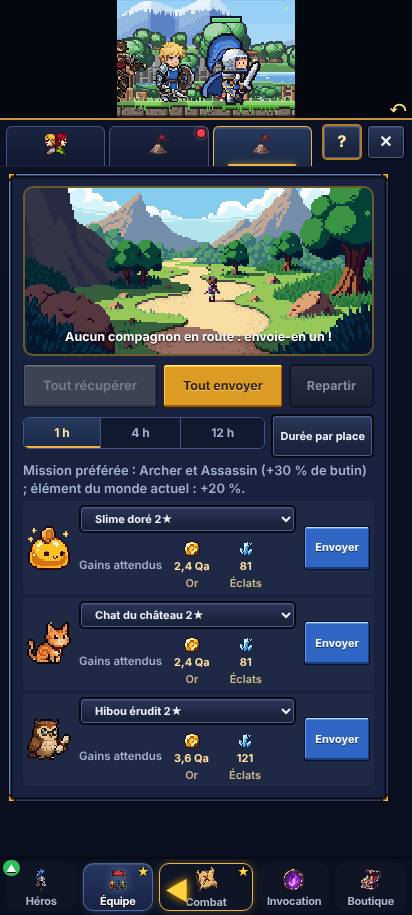 ?
×
Aucun compagnon en route : envoie-en un !
Tout récupérer
Tout envoyer
Repartir
1 h
4 h
12 h
Durée par place
Mission préférée : Archer et Assassin (+30 % de butin)
; élément du monde actuel : +20 %.
Slime doré 2★
Envoyer
Gains attendus
2,4 Qa
81
Or
Éclats
Chat du château 2★
Envoyer
Gains attendus
2,4 Qa
81
Or
Éclats
Hibou érudit 2★
Envoyer
Gains attendus
3,6 Qa
121
Or
Éclats
Héros
Équipe
Combat
Invocation
Boutique